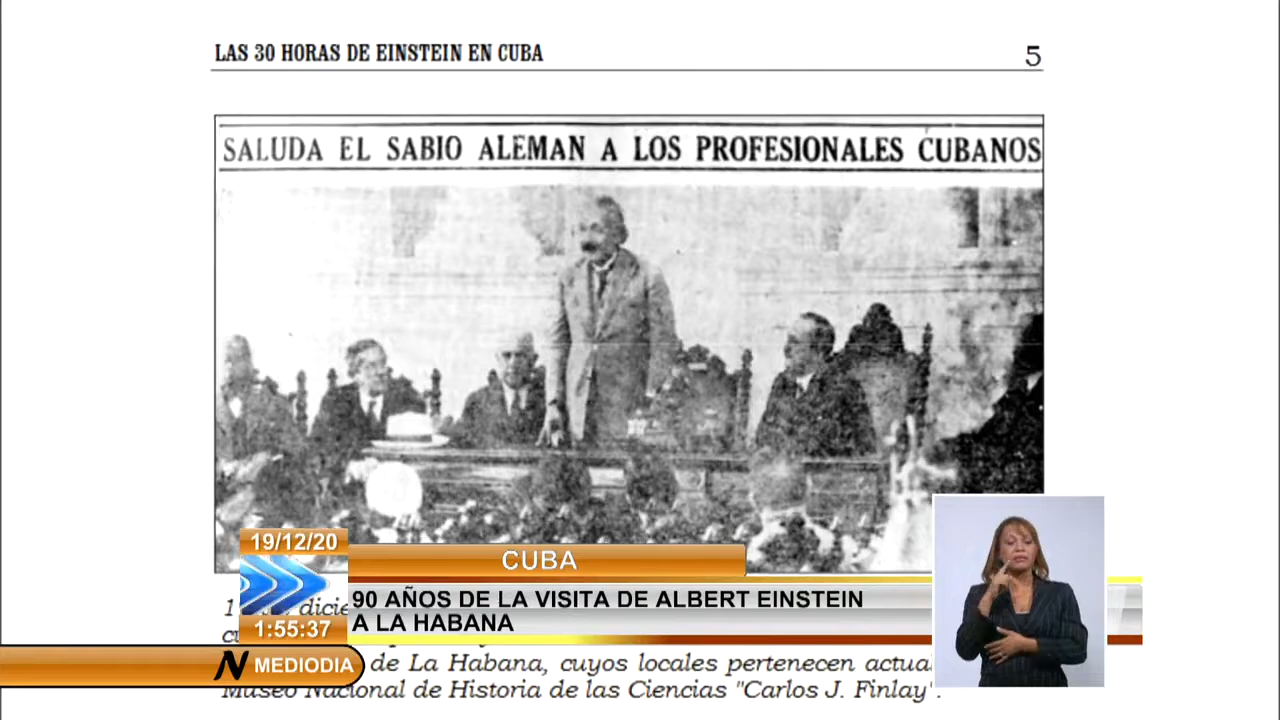 LAS 30 HORAS DE EINSTEIN EN CUBA
5
SALUDA EL SABIO ALEMAN A LOS PROFESIONALES CUBANOS
19/12/20
CUBA
90 AÑOS DE LA VISITA DE ALBERT EINSTEIN
A LA HABANA
1:55:37
N MEDIODIA
de La Habana, cuyos locales pertenecen
Museo Nacional de Historia de las Ciencias "Carlos J. Finlay".